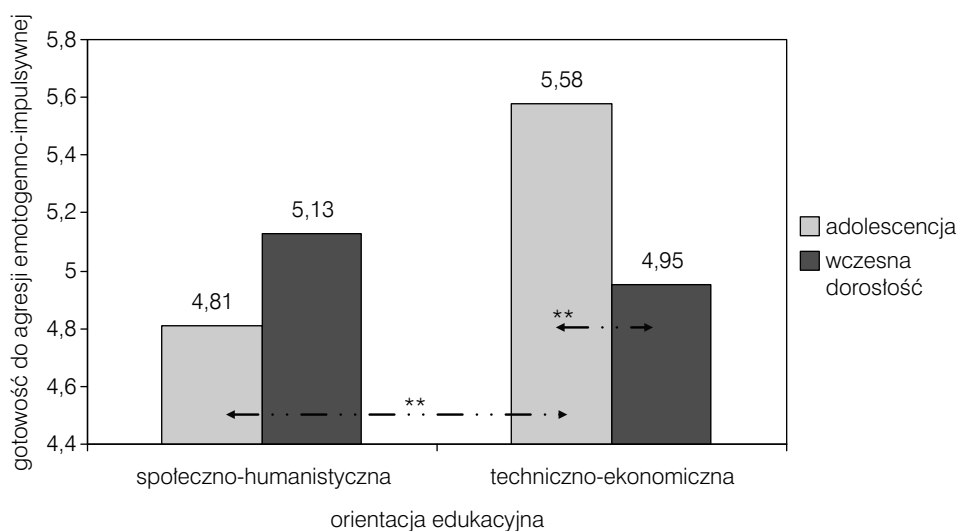 gotowość do agresji emotogenno-impulsywnej
5,8
5,6
5,4
5,2
5
4,8
4,6
4,4
4,81
5,13
5,58
4,95
**
**
społeczno-humanistyczna
techniczno-ekonomiczna
orientacja edukacyjna
adolescencja
wczesna
dorosłość